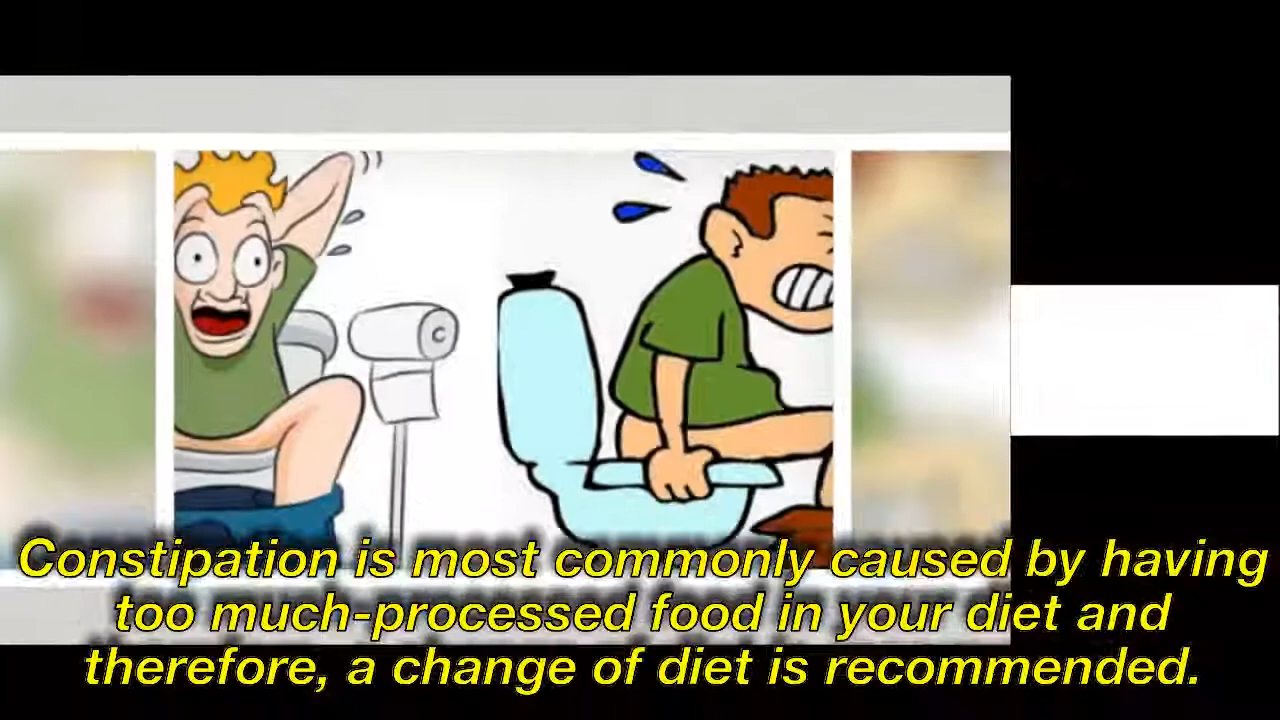 Constipation is most commonly caused by having
too much-processed food in your diet and
therefore, a change of diet is recommended.